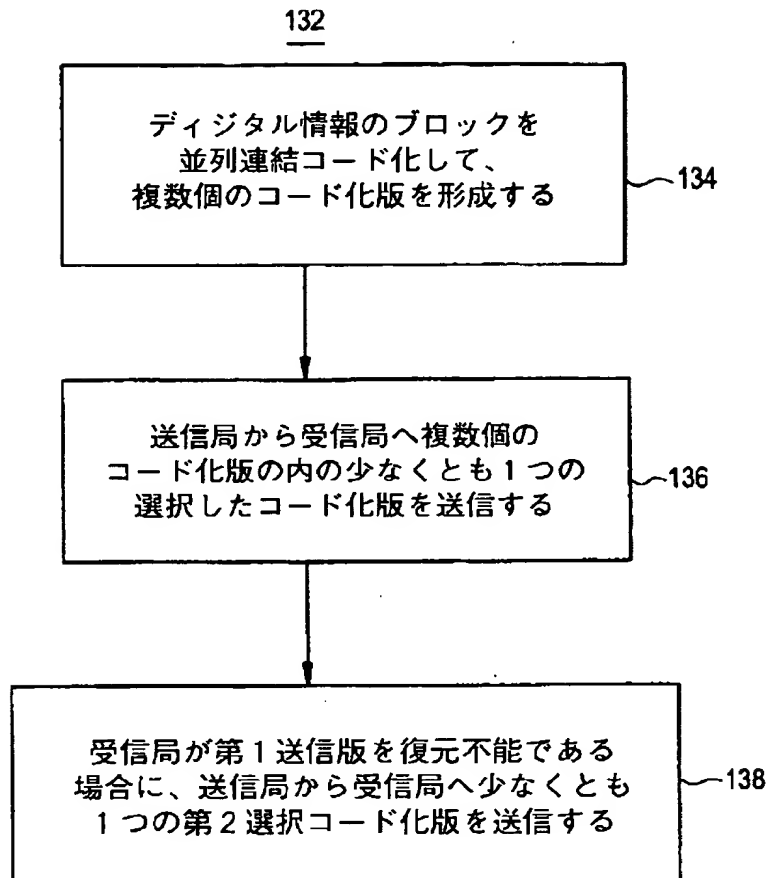 132
ディジタル情報のブロックを
並列連結コード化して、
複数個のコード化版を形成する
134
送信局から受信局へ複数個の
コード化版の内の少なくとも1つの
選択したコード化版を送信する
136
受信局が第1送信版を復元不能である
場合に、送信局から受信局へ少なくとも
1つの第2選択コード化版を送信する
138